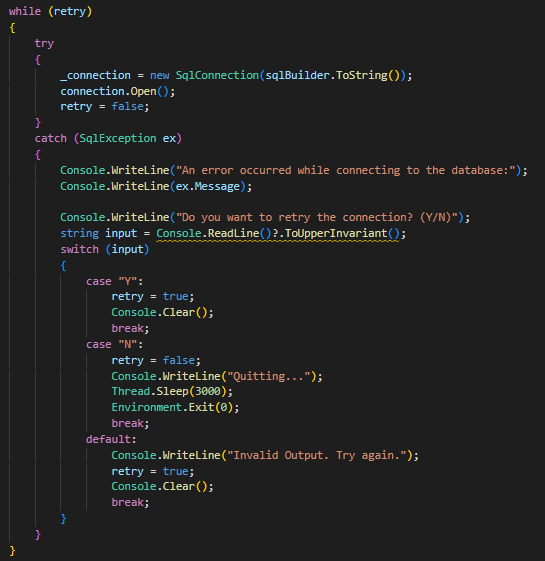 while (retry)
{
    try
    {
        _connection = new SqlConnection(sqlBuilder.ToString());
        connection.Open();
        retry = false;
    }
    catch (SqlException ex)
    {
        Console.WriteLine("An error occurred while connecting to the database:");
        Console.WriteLine(ex.Message);

        Console.WriteLine("Do you want to retry the connection? (Y/N)");
        string input = Console.ReadLine()?.ToUpperInvariant();
        switch (input)
        {
            case "Y":
                retry = true;
                Console.Clear();
                break;
            case "N":
                retry = false;
                Console.WriteLine("Quitting...");
                Thread.Sleep(3000);
                Environment.Exit(0);
                break;
            default:
                Console.WriteLine("Invalid Output. Try again.");
                retry = true;
                Console.Clear();
                break;
        }
    }
}